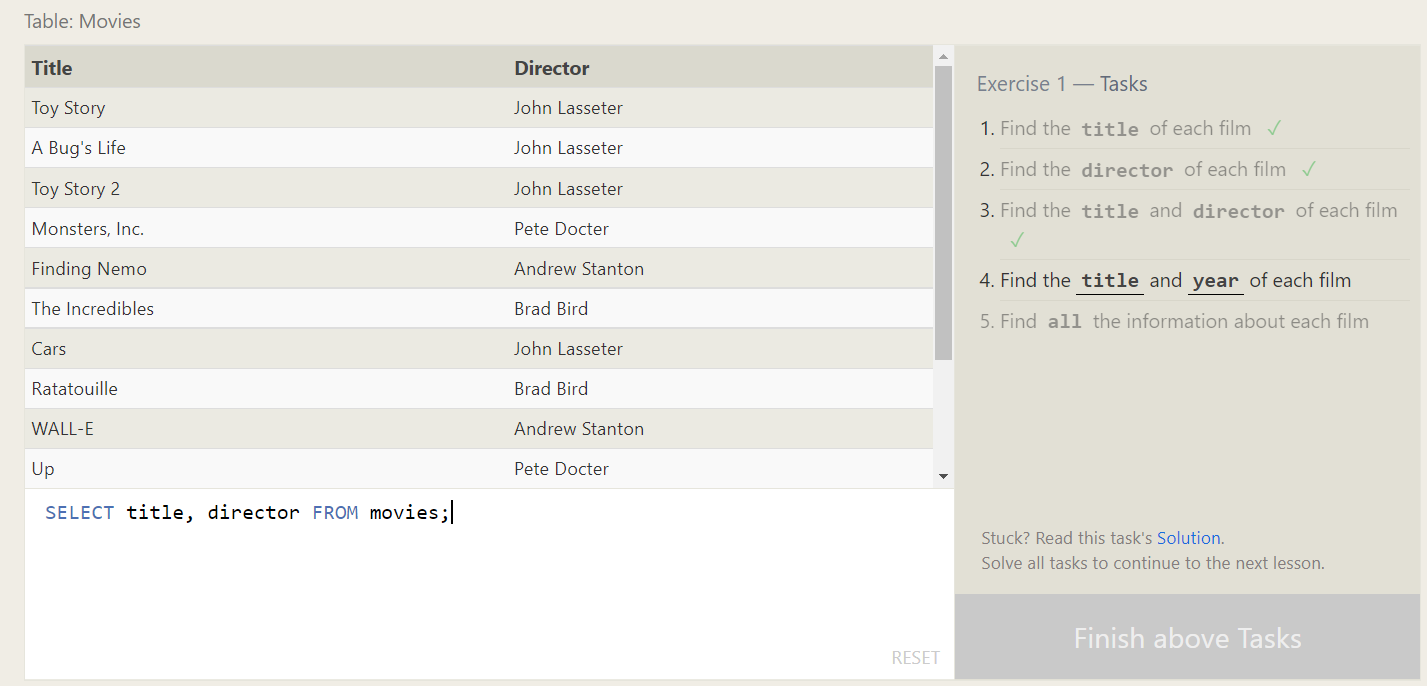 Table: Movies
Title Director
Toy Story John Lasseter
A Bug's Life John Lasseter
Toy Story 2 John Lasseter
Monsters, Inc. Pete Docter
Finding Nemo Andrew Stanton
The Incredibles Brad Bird
Cars John Lasseter
Ratatouille Brad Bird
WALL-E Andrew Stanton
Up Pete Docter
SELECT title, director FROM movies;
RESET
Exercise 1 — Tasks
1. Find the title of each film ✓
2. Find the director of each film ✓
3. Find the title and director of each film
✓
4. Find the title and year of each film
5. Find all the information about each film
Stuck? Read this task's Solution.
Solve all tasks to continue to the next lesson.
Finish above Tasks